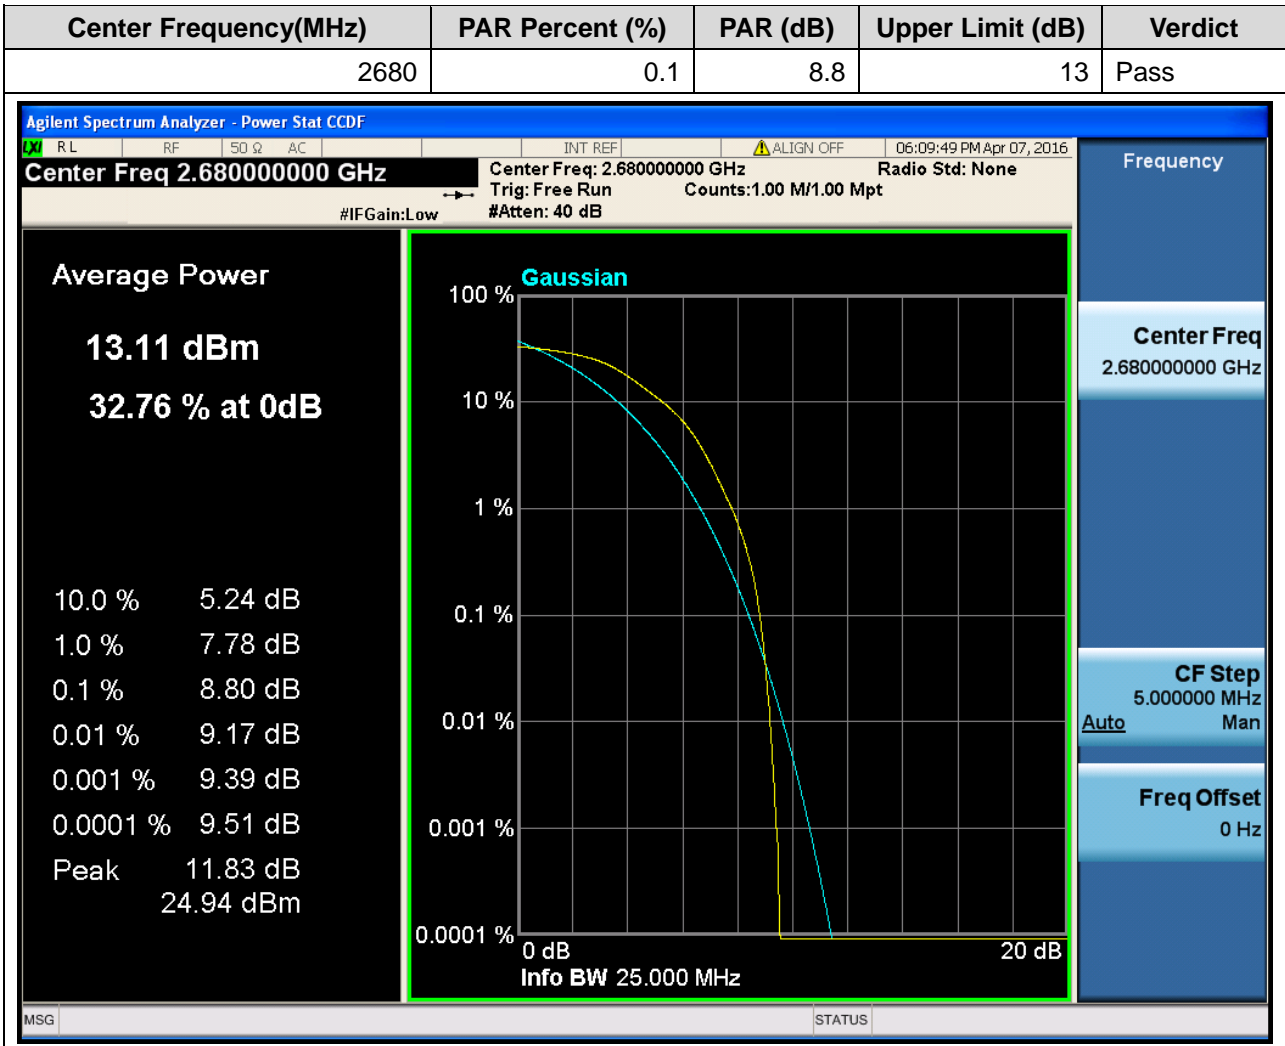 Center Frequency(MHz) PAR Percent (%) PAR (dB) Upper Limit (dB) Verdict
2680 0.1 8.8 13 Pass
Agilent Spectrum Analyzer - Power Stat CCDF
LXI RL RF 50 Ω AC INT REF ALIGN OFF 06:09:49 PM Apr 07, 2016
Center Freq 2.680000000 GHz
Center Freq: 2.680000000 GHz Radio Std: None
Trig: Free Run Counts:1.00 M/1.00 Mpt
#IFGain:Low #Atten: 40 dB
Average Power
13.11 dBm
32.76 % at 0dB
10.0 % 5.24 dB
1.0 % 7.78 dB
0.1 % 8.80 dB
0.01 % 9.17 dB
0.001 % 9.39 dB
0.0001 % 9.51 dB
Peak 11.83 dB
24.94 dBm
Gaussian
100 %
10 %
1 %
0.1 %
0.01 %
0.001 %
0.0001 %
0 dB 20 dB
Info BW 25.000 MHz
Frequency
Center Freq
2.680000000 GHz
CF Step
5.000000 MHz
Auto Man
Freq Offset
0 Hz
MSG STATUS